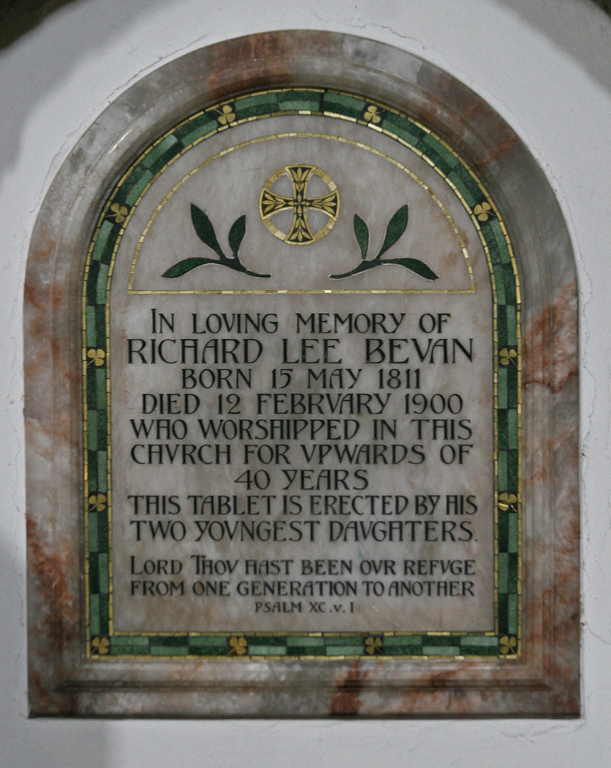 IN LOVING MEMORY OF
RICHARD LEE BEVAN
BORN 15 MAY 1811
DIED 12 FEBRVARY 1900
WHO WORSHIPPED IN THIS
CHVRCH FOR VPWARDS OF
40 YEARS
THIS TABLET IS ERECTED BY HIS
TWO YOVNGEST DAVGHTERS.
LORD THOV HAST BEEN OVR REFVGE
FROM ONE GENERATION TO ANOTHER
PSALM XC.v.1